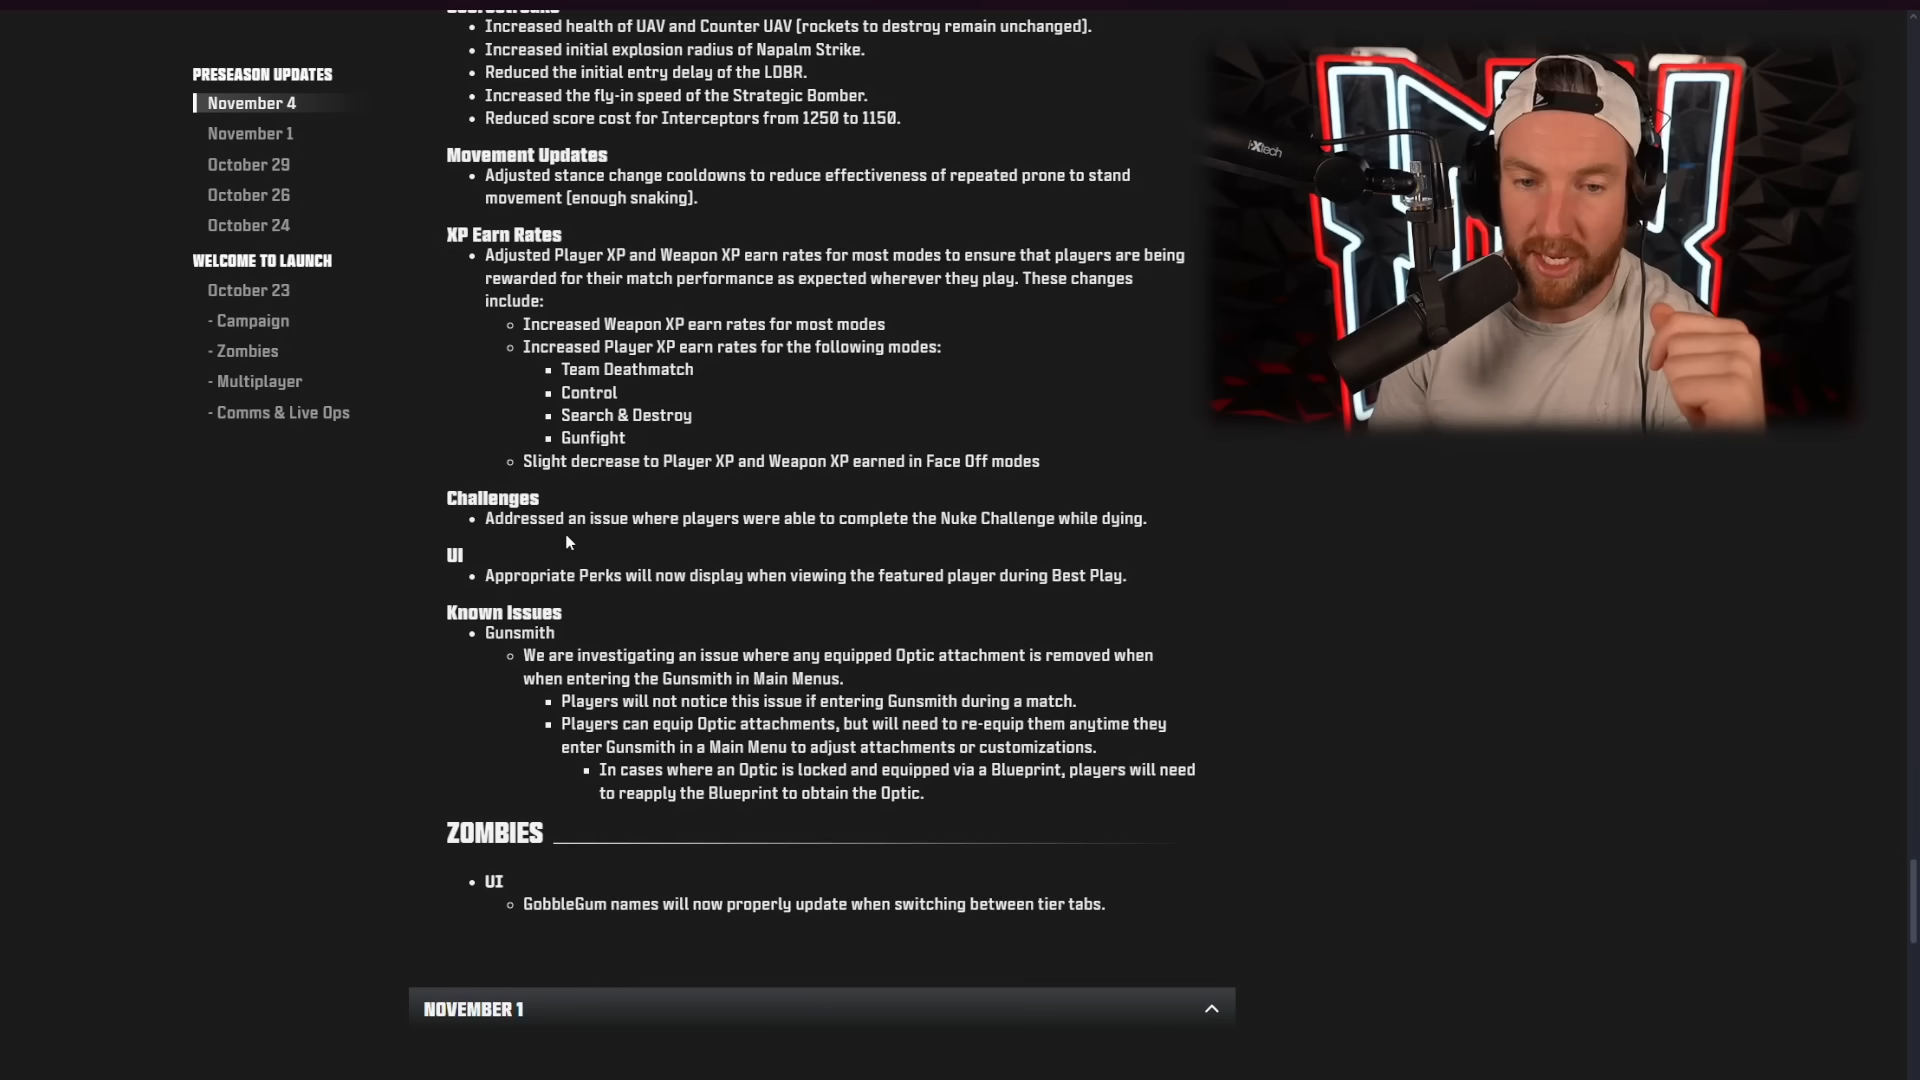 PRESEASON UPDATES
November 4
November 1
October 29
October 26
October 24
WELCOME TO LAUNCH
October 23
- Campaign
- Zombies
- Multiplayer
- Comms & Live Ops
• Increased health of UAV and Counter UAV [rockets to destroy remain unchanged].
• Increased initial explosion radius of Napalm Strike.
• Reduced the initial entry delay of the LDBR.
• Increased the fly-in speed of the Strategic Bomber.
• Reduced score cost for Interceptors from 1250 to 1150.
Movement Updates
• Adjusted stance change cooldowns to reduce effectiveness of repeated prone to stand
movement [enough snaking].
XP Earn Rates
• Adjusted Player XP and Weapon XP earn rates for most modes to ensure that players are being
rewarded for their match performance as expected wherever they play. These changes
include:
◦ Increased Weapon XP earn rates for most modes
◦ Increased Player XP earn rates for the following modes:
▪ Team Deathmatch
▪ Control
▪ Search & Destroy
▪ Gunfight
◦ Slight decrease to Player XP and Weapon XP earned in Face Off modes
Challenges
• Addressed an issue where players were able to complete the Nuke Challenge while dying.
UI
• Appropriate Perks will now display when viewing the featured player during Best Play.
Known Issues
• Gunsmith
◦ We are investigating an issue where any equipped Optic attachment is removed when
when entering the Gunsmith in Main Menus.
▪ Players will not notice this issue if entering Gunsmith during a match.
▪ Players can equip Optic attachments, but will need to re-equip them anytime they
enter Gunsmith in a Main Menu to adjust attachments or customizations.
▪ In cases where an Optic is locked and equipped via a Blueprint, players will need
to reapply the Blueprint to obtain the Optic.
ZOMBIES
• UI
◦ GobbleGum names will now properly update when switching between tier tabs.
NOVEMBER 1